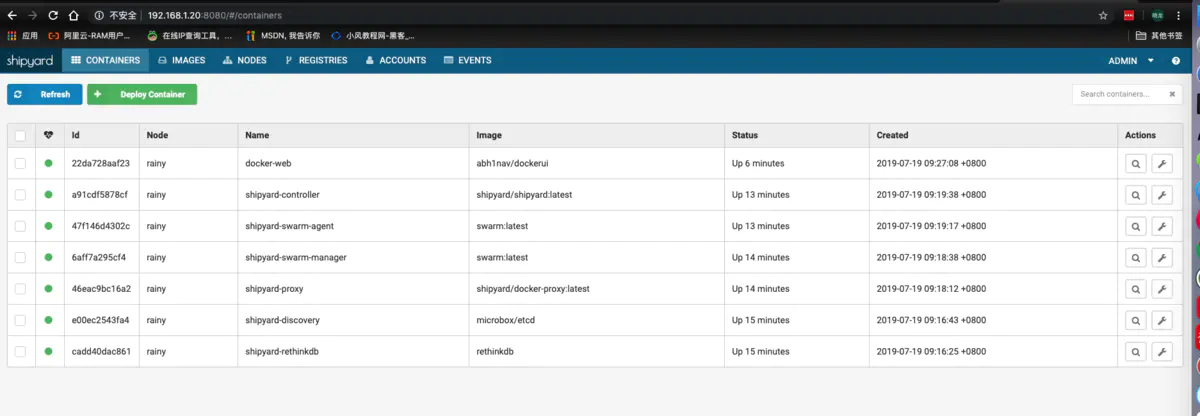 不安全 192.168.1.20:8080/#/containers
应用 阿里云-RAM用户... 在线IP查询工具, ... MSDN, 我告诉你 小凤教程网-黑客_... 其他书签
shipyard CONTAINERS IMAGES NODES REGISTRIES ACCOUNTS EVENTS ADMIN
Refresh Deploy Container Search containers...
Id Node Name Image Status Created Actions
22da728aaf23 rainy docker-web abh1nav/dockerui Up 6 minutes 2019-07-19 09:27:08 +0800
a91cdf5878cf rainy shipyard-controller shipyard/shipyard:latest Up 13 minutes 2019-07-19 09:19:38 +0800
47f146d4302c rainy shipyard-swarm-agent swarm:latest Up 13 minutes 2019-07-19 09:19:17 +0800
6aff7a295cf4 rainy shipyard-swarm-manager swarm:latest Up 14 minutes 2019-07-19 09:18:38 +0800
46eac9bc16a2 rainy shipyard-proxy shipyard/docker-proxy:latest Up 14 minutes 2019-07-19 09:18:12 +0800
e00ec2543fa4 rainy shipyard-discovery microbox/etcd Up 15 minutes 2019-07-19 09:16:43 +0800
cadd40dac861 rainy shipyard-rethinkdb rethinkdb Up 15 minutes 2019-07-19 09:16:25 +0800